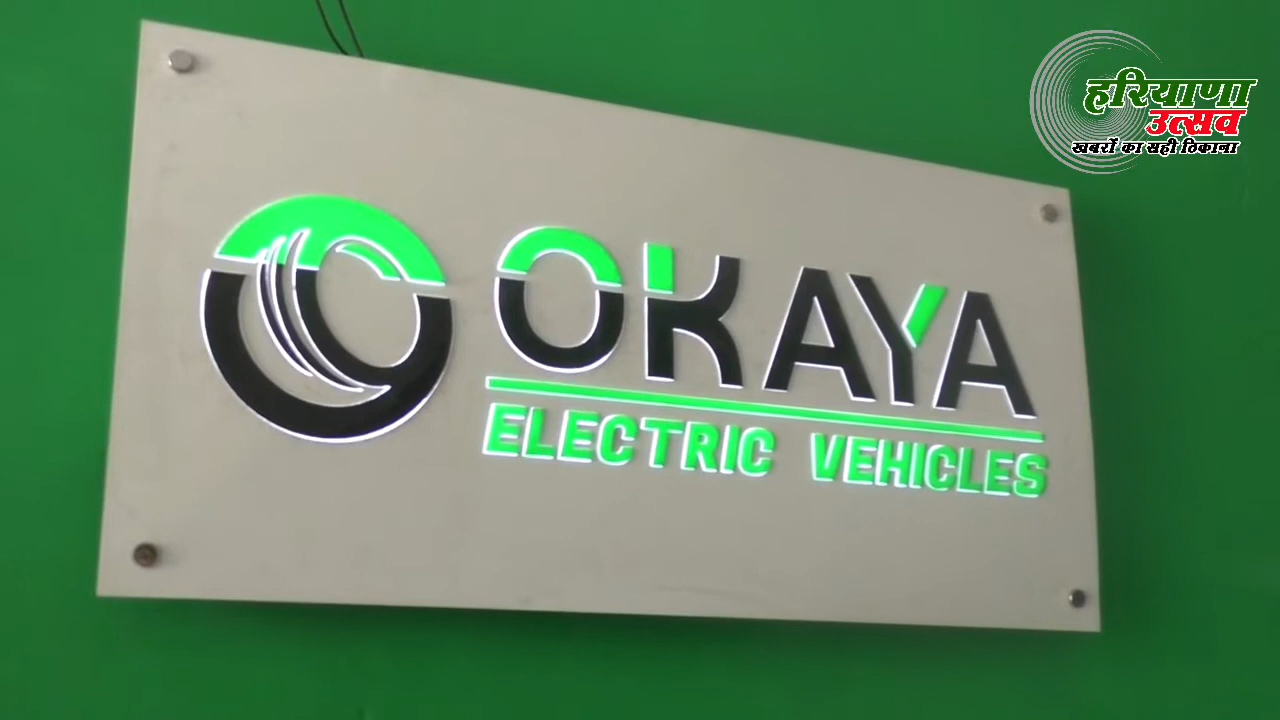 हरियाणा
उत्सव
खबरों का सही ठिकाना
OKAYA
ELECTRIC VEHICLES